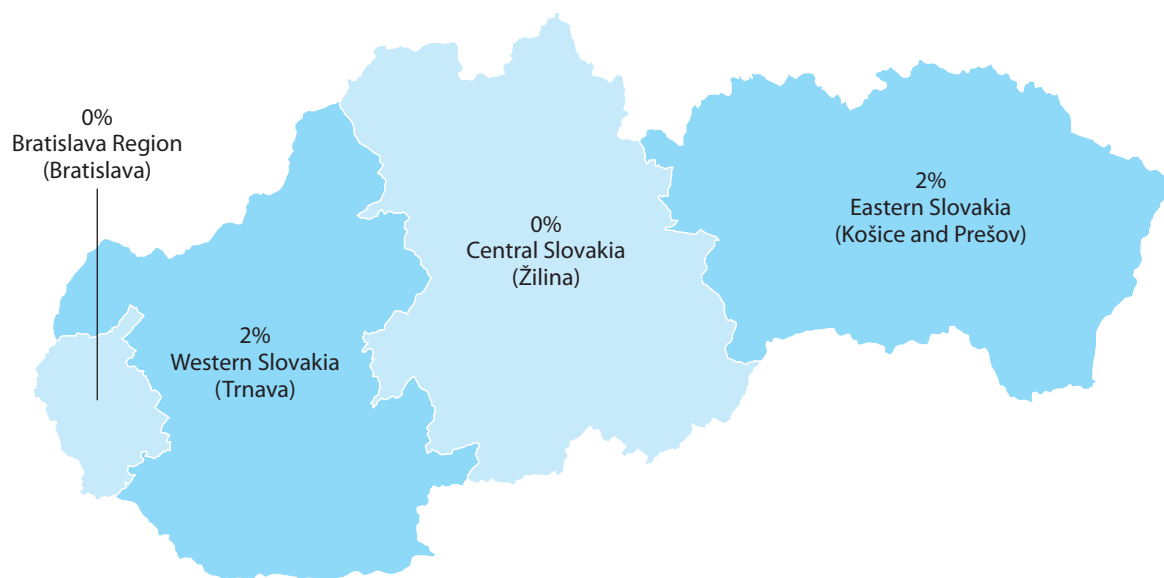 0%
Bratislava Region
(Bratislava)
2%
Western Slovakia
(Trnava)
0%
Central Slovakia
(Žilina)
2%
Eastern Slovakia
(Košice and Prešov)